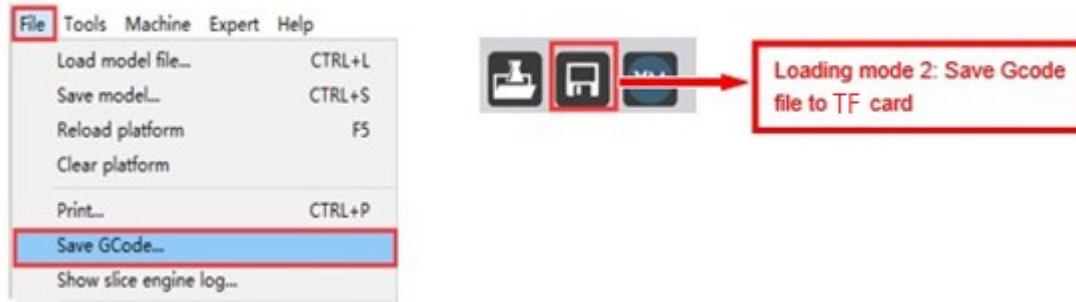 File Tools Machine Expert Help
Load model file... CTRL+L
Save model... CTRL+S
Reload platform F5
Clear platform
Print... CTRL+P
Save GCode...
Show slice engine log...
Loading mode 2: Save Gcode
file to TF card